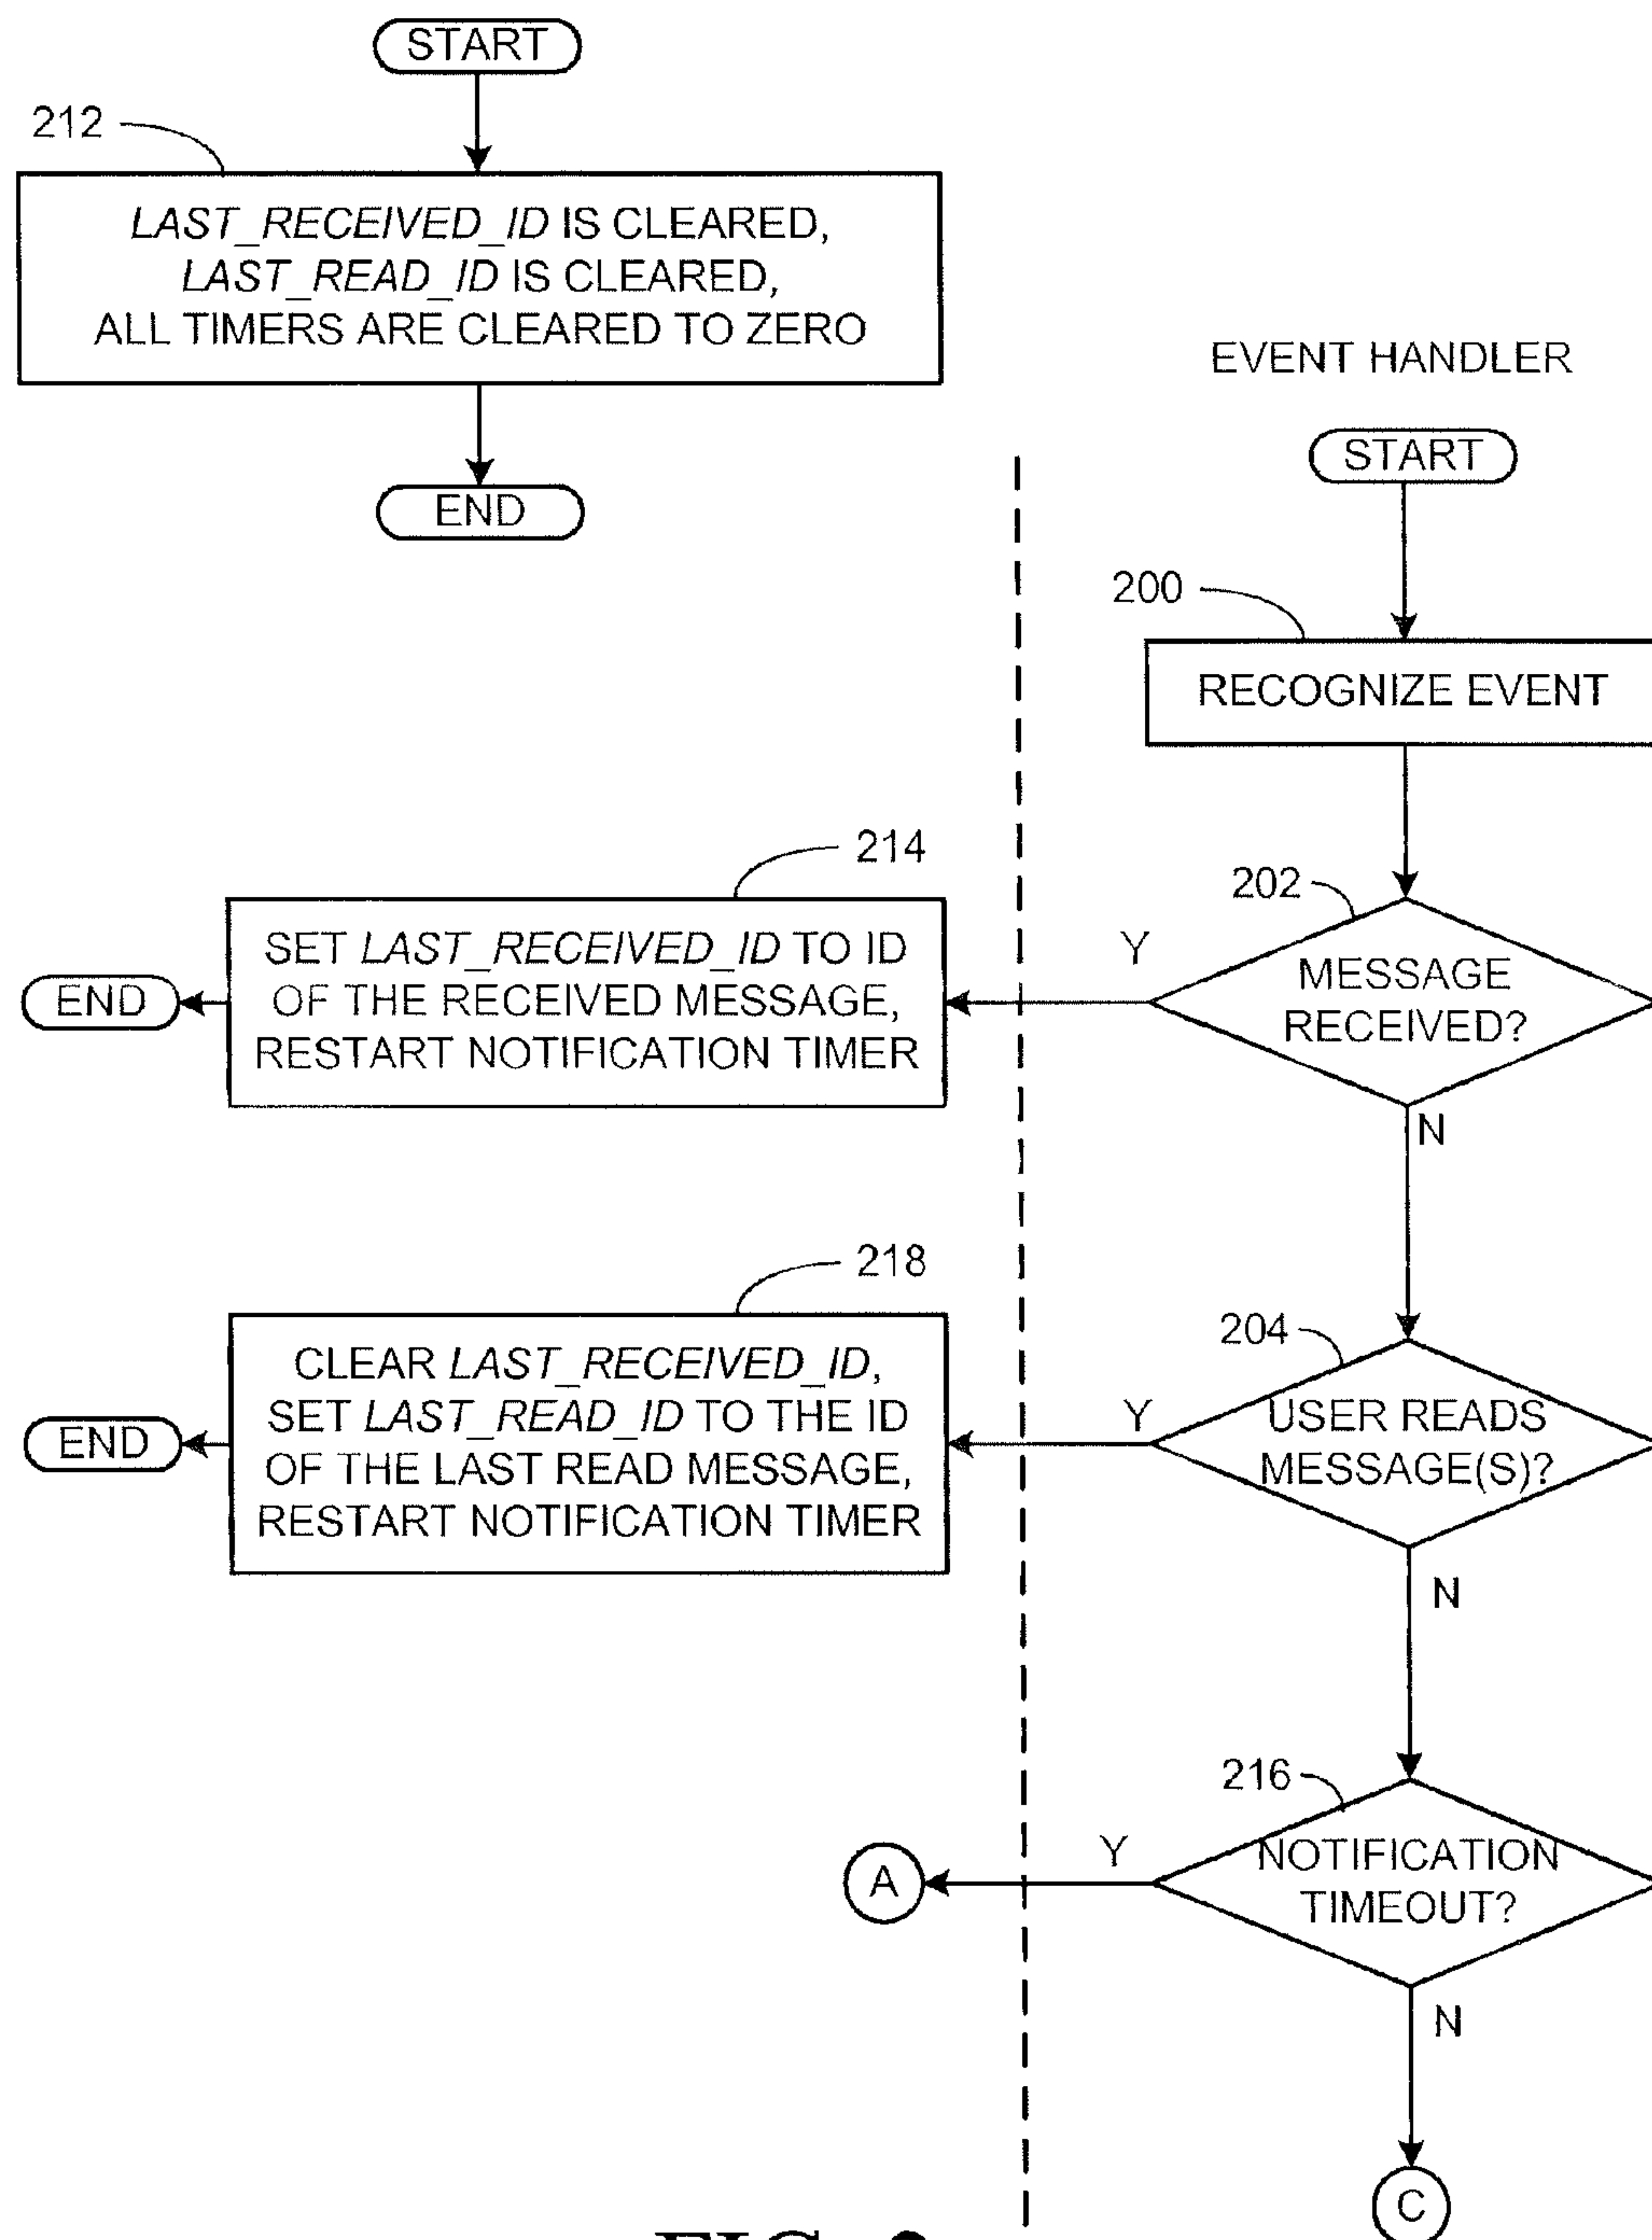 START
212
LAST_RECEIVED_ID IS CLEARED,
LAST_READ_ID IS CLEARED,
ALL TIMERS ARE CLEARED TO ZERO
END
EVENT HANDLER
START
200
RECOGNIZE EVENT
202
MESSAGE
RECEIVED?
Y
N
214
SET LAST_RECEIVED_ID TO ID
OF THE RECEIVED MESSAGE,
RESTART NOTIFICATION TIMER
END
204
USER READS
MESSAGE(S)?
Y
N
218
CLEAR LAST_RECEIVED_ID,
SET LAST_READ_ID TO THE ID
OF THE LAST READ MESSAGE,
RESTART NOTIFICATION TIMER
END
216
NOTIFICATION
TIMEOUT?
Y
A
N
C